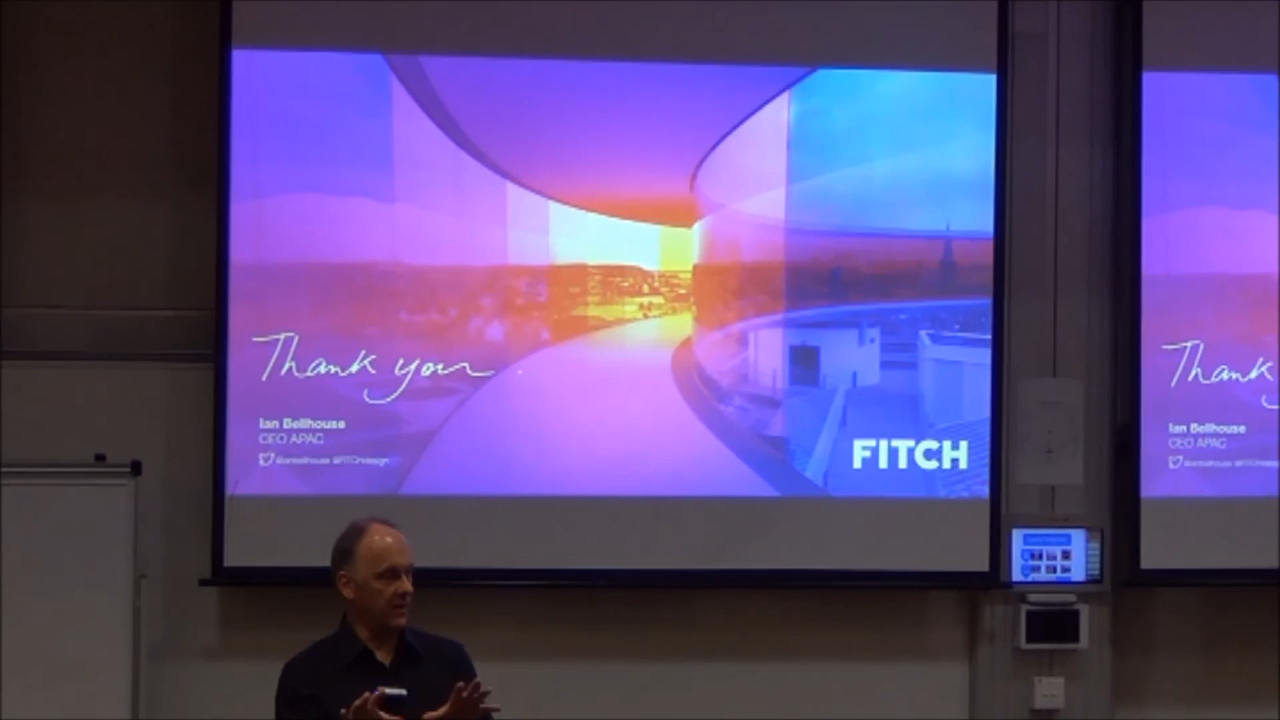 Thank you
Ian Bellhouse
CEO APAC
FITCH
Thank
Ian Bellhouse
CEO APAC